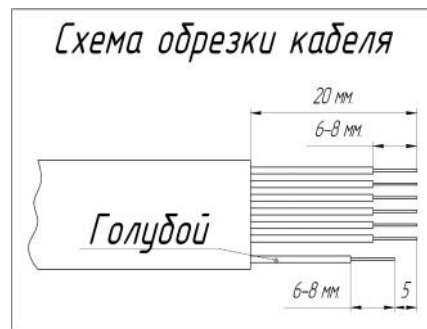 Схема обрезки кабеля
20 мм.
6-8 мм.
Голубой
6-8 мм.
5